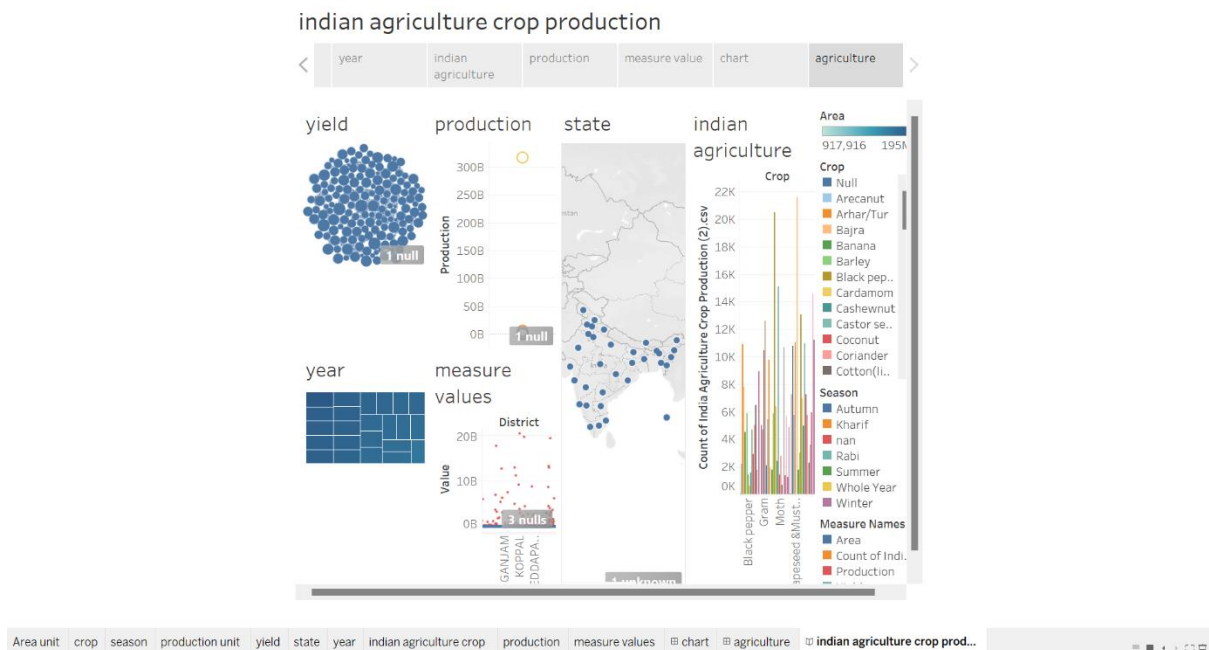 indian agriculture crop production
year
indian
agriculture
production
measure value
chart
agriculture
yield
1 null
production
Production
300B
250B
200B
150B
100B
50B
0B
1 null
state
1 unknown
indian
agriculture
Crop
Count of India Agriculture Crop Production (2).csv
22K
20K
18K
16K
14K
12K
10K
8K
6K
4K
2K
0K
Black pepper
Gram
Moth
apeseed &Must..
year
measure
values
District
Value
20B
10B
0B
3 nulls
GANJAM
KOPPAL
EDDAPA..
Area
917,916
195M
Crop
Null
Arecanut
Arhar/Tur
Bajra
Banana
Barley
Black pep..
Cardamom
Cashewnut
Castor se..
Coconut
Coriander
Cotton(li..
Season
Autumn
Kharif
nan
Rabi
Summer
Whole Year
Winter
Measure Names
Area
Count of Indi.
Production
Area unit
crop
season
production unit
yield
state
year
indian agriculture crop
production
measure values
chart
agriculture
indian agriculture crop prod...